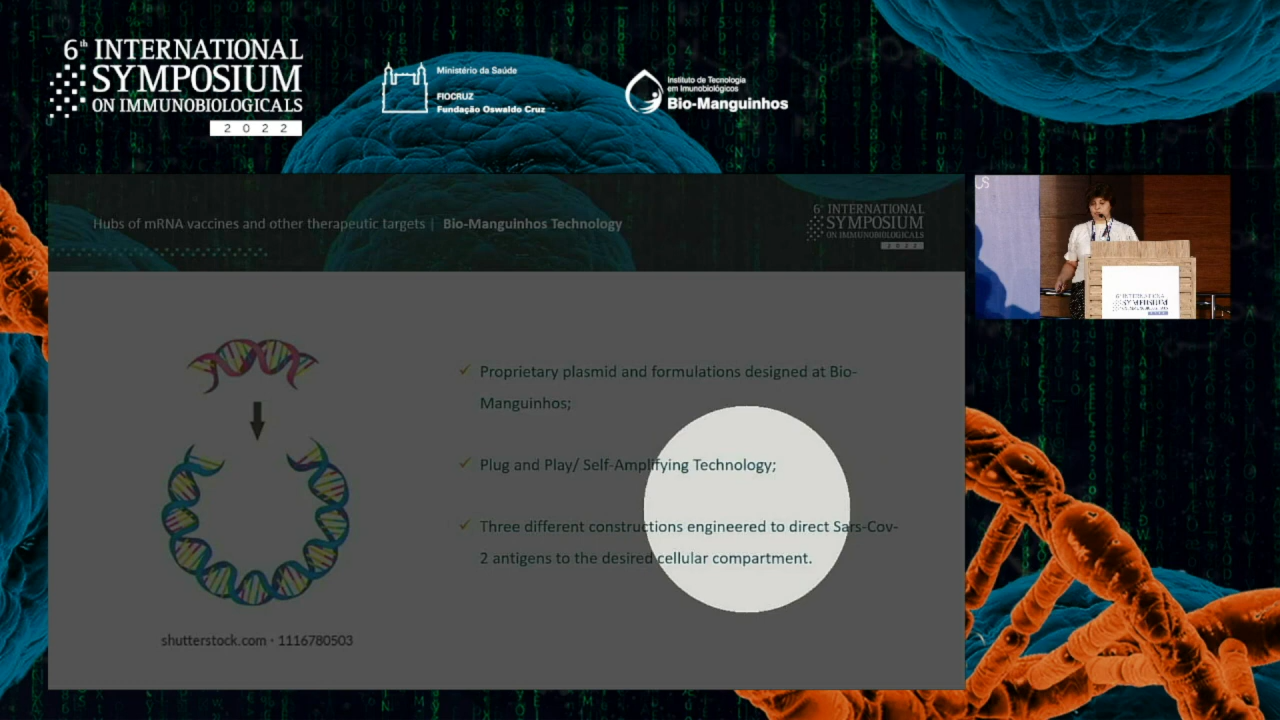 6th INTERNATIONAL
SYMPOSIUM
ON IMMUNOBIOLOGICALS
2022
Ministério da Saúde
FIOCRUZ
Fundação Oswaldo Cruz
Instituto de Tecnologia
em Imunobiológicos
Bio-Manguinhos
Hubs of mRNA vaccines and other therapeutic targets | Bio-Manguinhos Technology
6th INTERNATIONAL
SYMPOSIUM
ON IMMUNOBIOLOGICALS
2022
✓ Proprietary plasmid and formulations designed at Bio-
Manguinhos;
✓ Plug and Play/ Self-Amplifying Technology;
✓ Three different constructions engineered to direct Sars-Cov-
2 antigens to the desired cellular compartment.
shutterstock.com · 1116780503